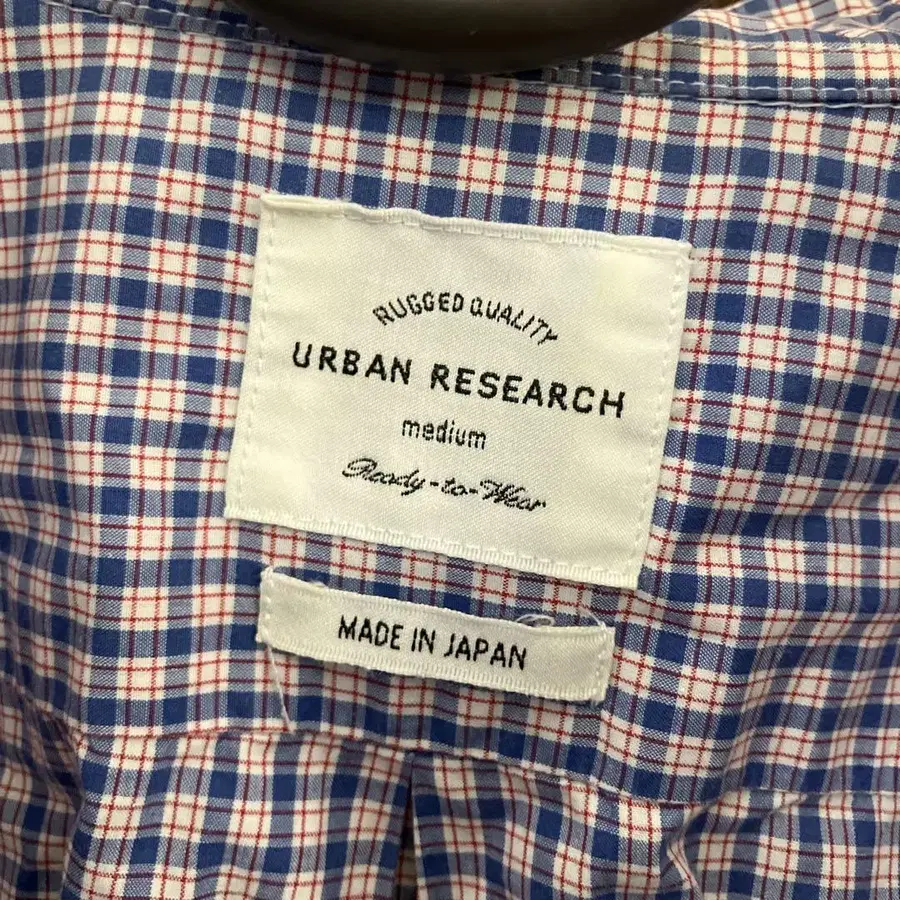 RUGGED QUALITY
URBAN RESEARCH
medium
Ready-to-Wear
MADE IN JAPAN